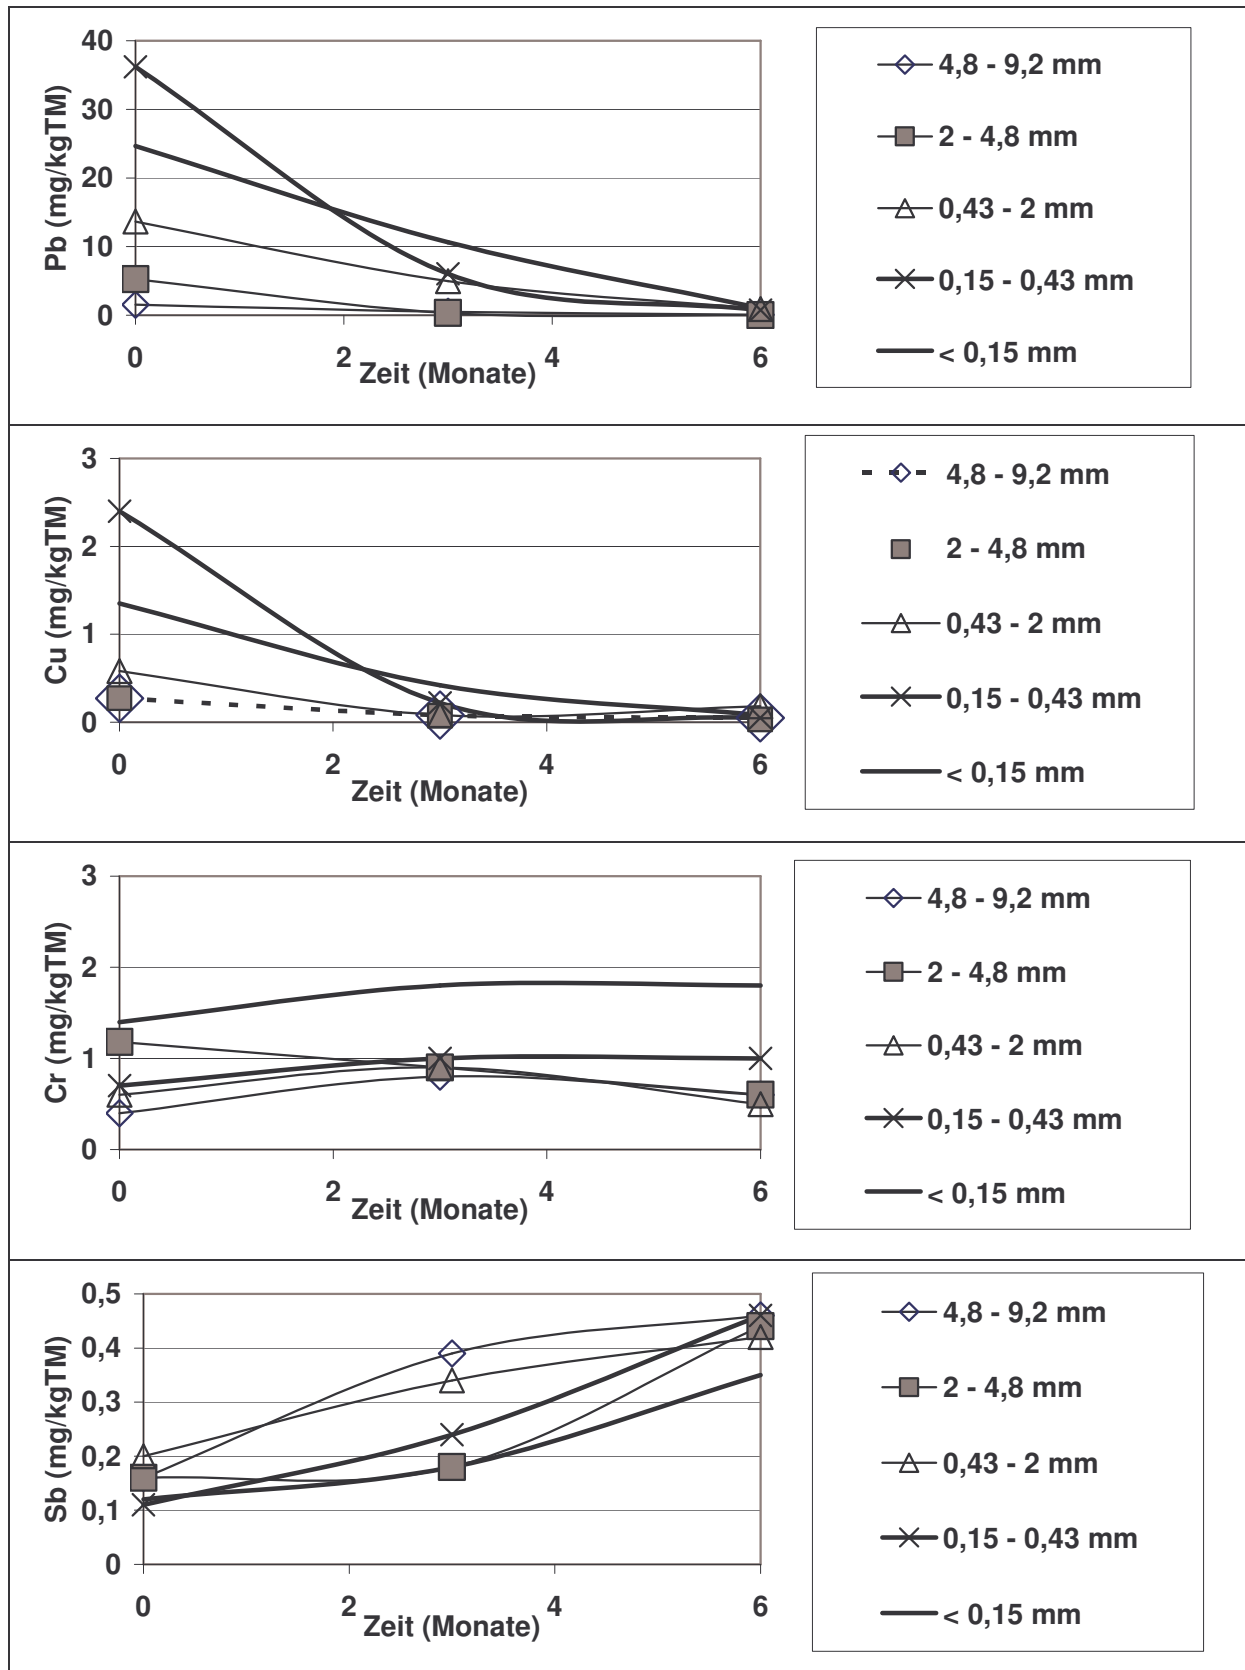 40
30
20
10
0
Pb (mg/kgTM)
0
2
4
6
Zeit (Monate)
4,8 - 9,2 mm
2 - 4,8 mm
0,43 - 2 mm
0,15 - 0,43 mm
< 0,15 mm
3
2
1
0
Cu (mg/kgTM)
0
2
4
6
Zeit (Monate)
4,8 - 9,2 mm
2 - 4,8 mm
0,43 - 2 mm
0,15 - 0,43 mm
< 0,15 mm
3
2
1
0
Cr (mg/kgTM)
0
2
4
6
Zeit (Monate)
4,8 - 9,2 mm
2 - 4,8 mm
0,43 - 2 mm
0,15 - 0,43 mm
< 0,15 mm
0,5
0,4
0,3
0,2
0,1
0
Sb (mg/kgTM)
0
2
4
6
Zeit (Monate)
4,8 - 9,2 mm
2 - 4,8 mm
0,43 - 2 mm
0,15 - 0,43 mm
< 0,15 mm